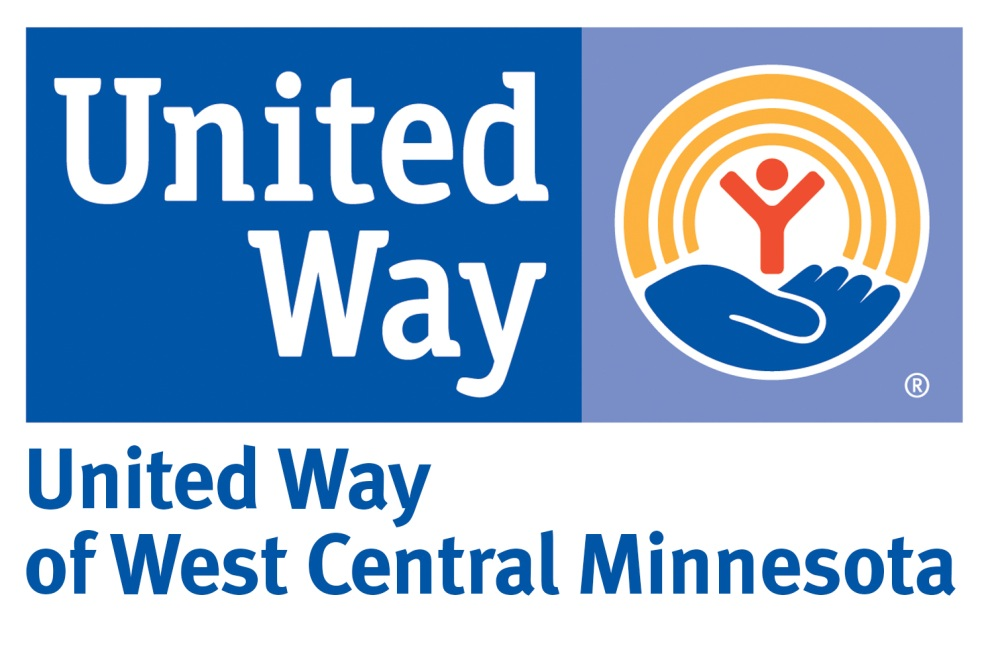 United
Way
®
United Way
of West Central Minnesota